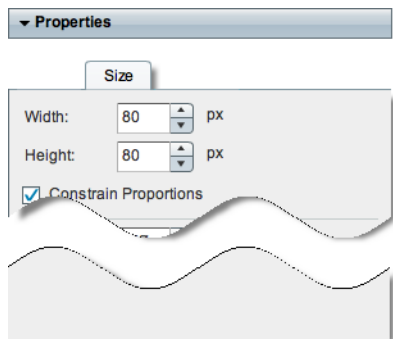 Properties
Size
Width: 80 px
Height: 80 px
Constrain Proportions